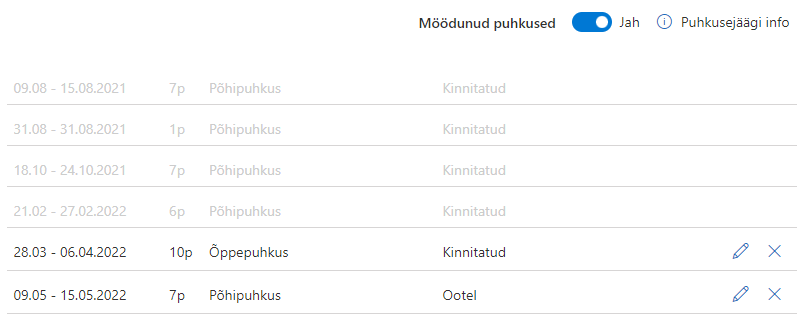 Möödunud puhkused Jah Puhkusejäägi info
09.08 - 15.08.2021 7p Põhipuhkus Kinnitatud
31.08 - 31.08.2021 1p Põhipuhkus Kinnitatud
18.10 - 24.10.2021 7p Põhipuhkus Kinnitatud
21.02 - 27.02.2022 6p Põhipuhkus Kinnitatud
28.03 - 06.04.2022 10p Õppepuhkus Kinnitatud
09.05 - 15.05.2022 7p Põhipuhkus Ootel